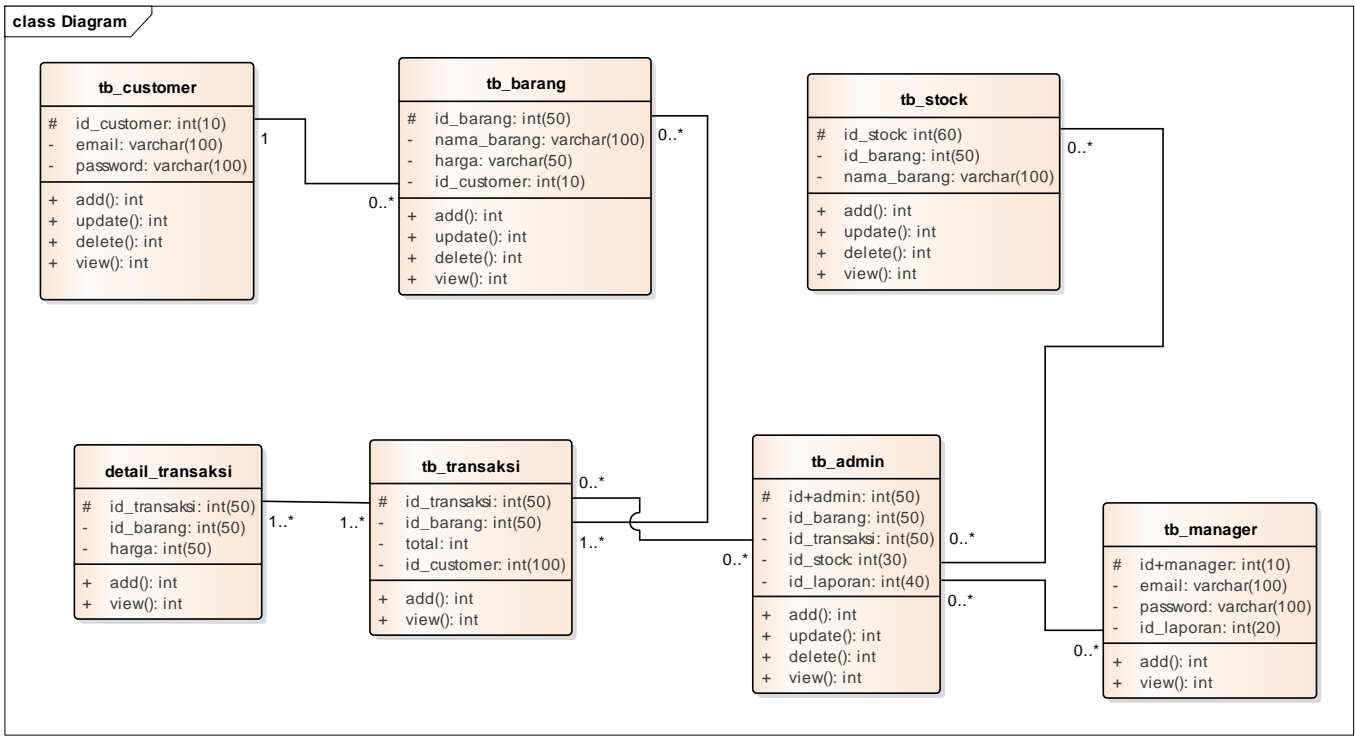 class Diagram
tb_customer
# id_customer: int(10)
- email: varchar(100)
- password: varchar(100)
+ add(): int
+ update(): int
+ delete(): int
+ view(): int
1
0..*
tb_barang
# id_barang: int(50)
- nama_barang: varchar(100)
- harga: varchar(50)
- id_customer: int(10)
+ add(): int
+ update(): int
+ delete(): int
+ view(): int
0..*
tb_stock
# id_stock: int(60)
- id_barang: int(50)
- nama_barang: varchar(100)
+ add(): int
+ update(): int
+ delete(): int
+ view(): int
0..*
detail_transaksi
# id_transaksi: int(50)
- id_barang: int(50)
- harga: int(50)
+ add(): int
+ view(): int
1..*
1..*
tb_transaksi
# id_transaksi: int(50)
- id_barang: int(50)
- total: int
- id_customer: int(100)
+ add(): int
+ view(): int
0..*
1..*
0..*
tb_admin
# id+admin: int(50)
- id_barang: int(50)
- id_transaksi: int(50)
- id_stock: int(30)
- id_laporan: int(40)
+ add(): int
+ update(): int
+ delete(): int
+ view(): int
0..*
0..*
0..*
tb_manager
# id+manager: int(10)
- email: varchar(100)
- password: varchar(100)
- id_laporan: int(20)
+ add(): int
+ view(): int